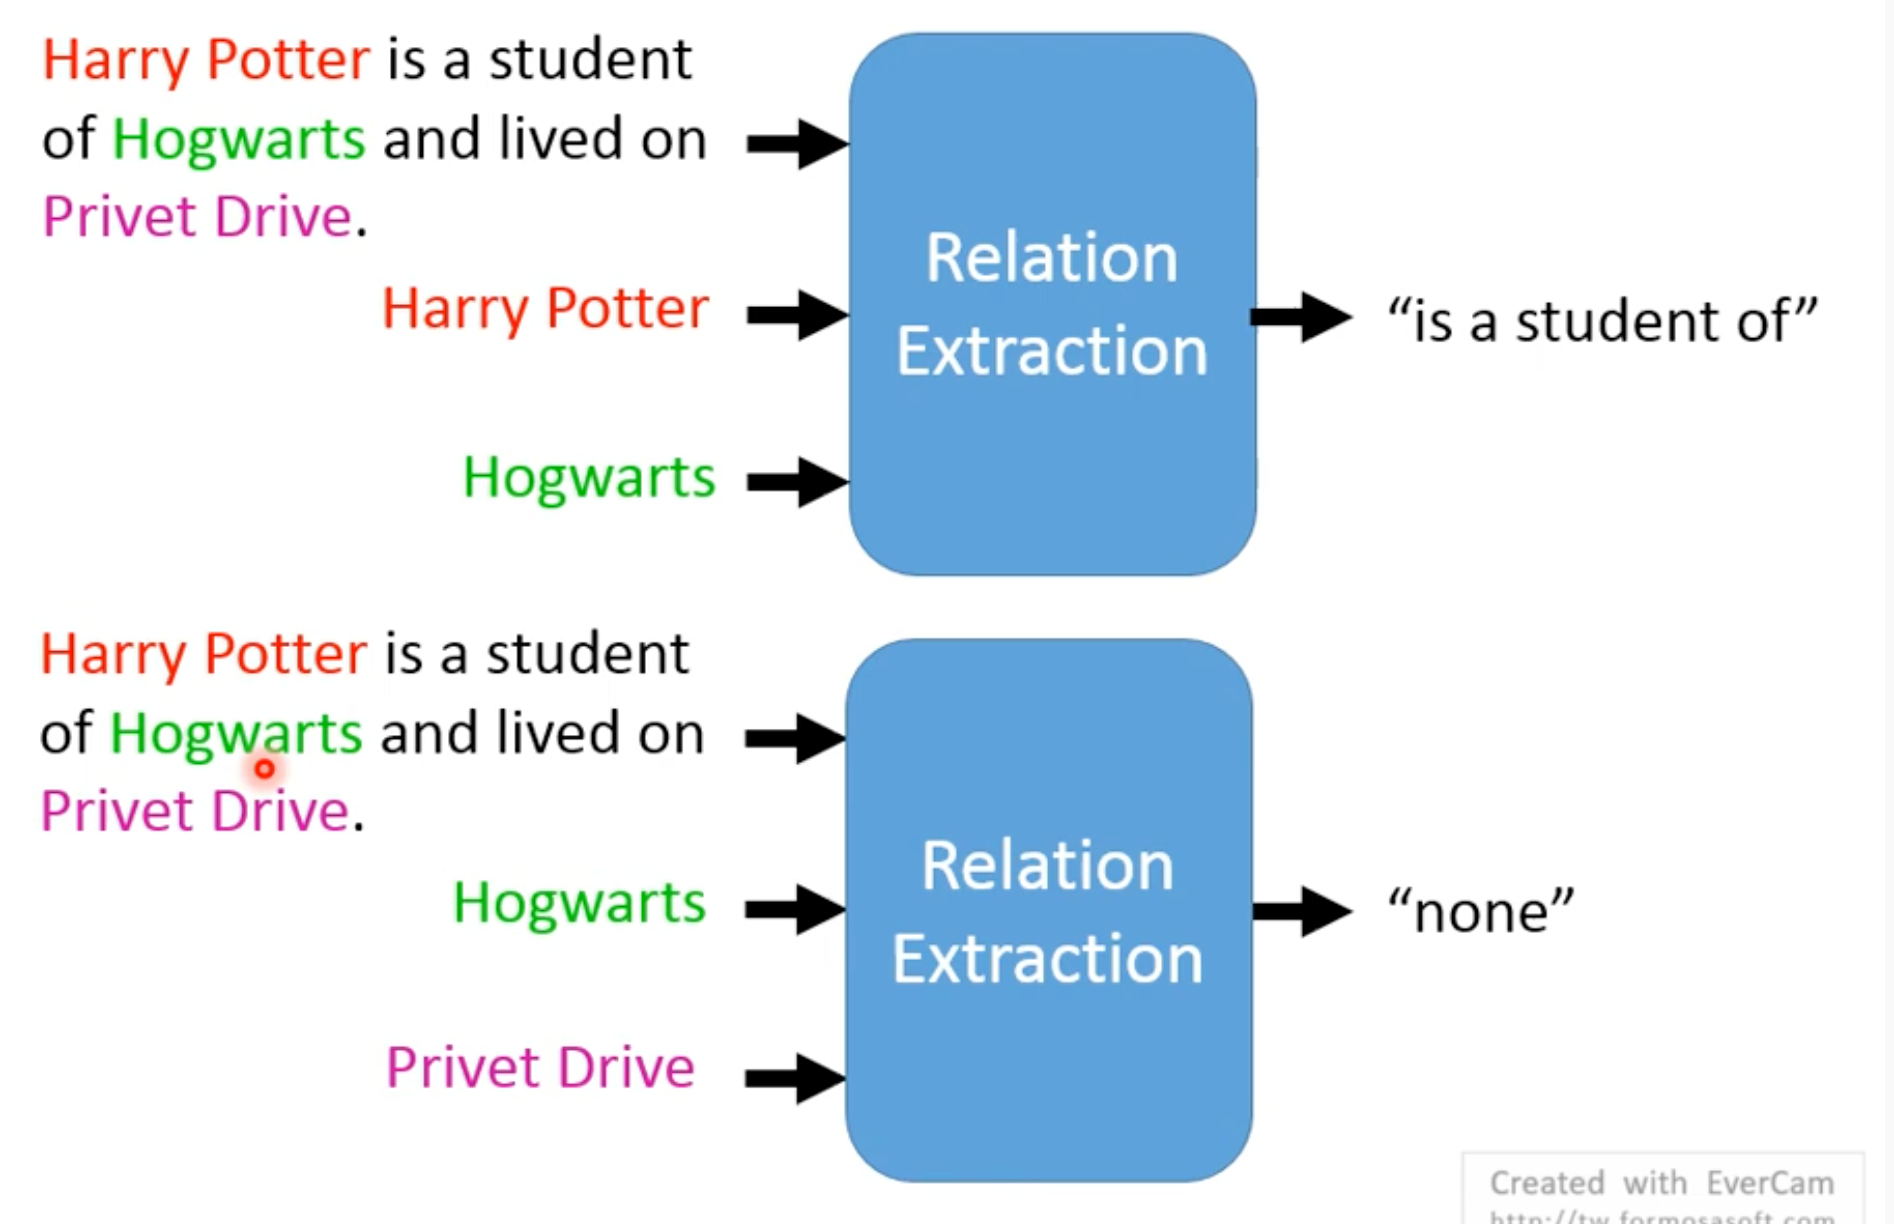 Harry Potter is a student
of Hogwarts and lived on
Privet Drive.
Harry Potter
Hogwarts
Relation
Extraction
“is a student of”
Harry Potter is a student
of Hogwarts and lived on
Privet Drive.
Hogwarts
Privet Drive
Relation
Extraction
“none”
Created with EverCam
http://tw.formosasoft.com